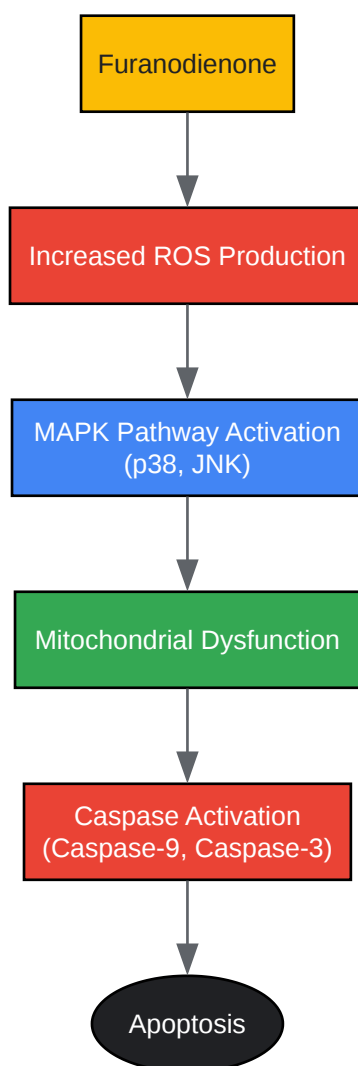 Furanodienone
Increased ROS Production
MAPK Pathway Activation
(p38, JNK)
Mitochondrial Dysfunction
Caspase Activation
(Caspase-9, Caspase-3)
Apoptosis